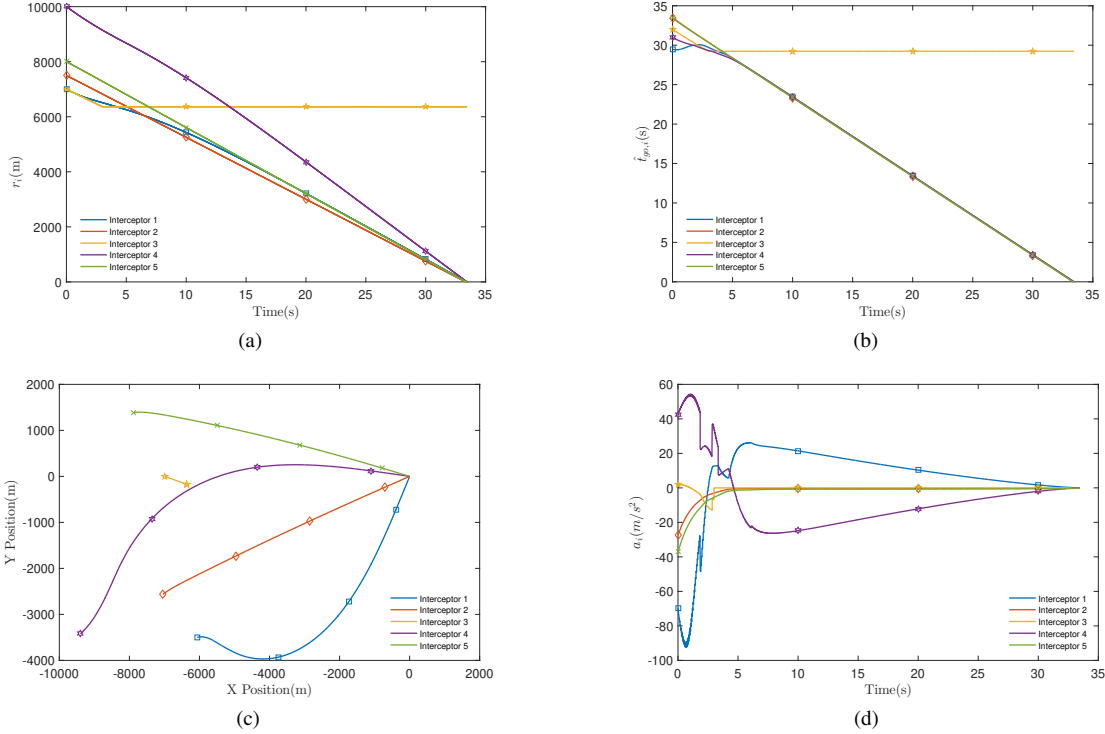 10000
8000
6000
4000
2000
0
r_i(m)
Interceptor 1
Interceptor 2
Interceptor 3
Interceptor 4
Interceptor 5
0 5 10 15 20 25 30 35
Time(s)
(a)
35
30
25
20
15
10
5
0
t̂_{go,i}(s)
Interceptor 1
Interceptor 2
Interceptor 3
Interceptor 4
Interceptor 5
0 5 10 15 20 25 30 35
Time(s)
(b)
2000
1000
0
-1000
-2000
-3000
-4000
Y Position(m)
Interceptor 1
Interceptor 2
Interceptor 3
Interceptor 4
Interceptor 5
-10000 -8000 -6000 -4000 -2000 0 2000
X Position(m)
(c)
60
40
20
0
-20
-40
-60
-80
-100
a_i(m/s²)
Interceptor 1
Interceptor 2
Interceptor 3
Interceptor 4
Interceptor 5
0 5 10 15 20 25 30 35
Time(s)
(d)